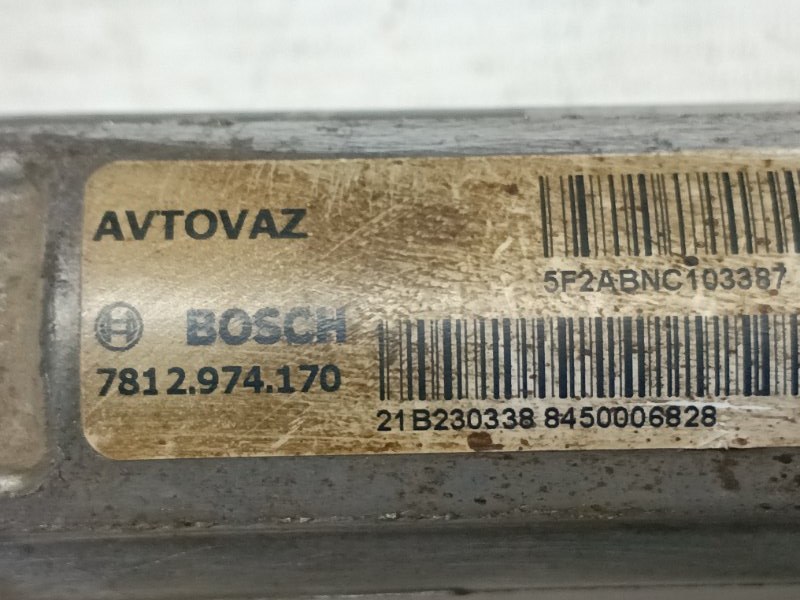 AVTOVAZ
5F2ABNC103387
BOSCH
7812.974.170
21B230338 8450006828